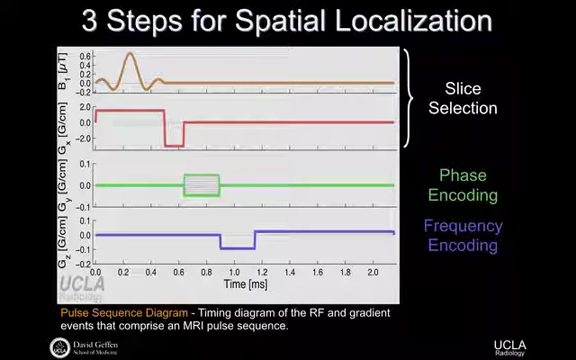 3 Steps for Spatial Localization
B1 [µT]
0.6
0.4
0.2
0.0
-0.2
Slice
Selection
Gx [G/cm]
2.0
0.0
-2.0
Gy [G/cm]
0.1
0.0
-0.1
Phase
Encoding
Gz [G/cm]
0.1
0.0
-0.1
-0.2
Frequency
Encoding
0.0 0.2 0.4 0.6 0.8 1.0 1.2 1.4 1.6 1.8 2.0
Time [ms]
UCLA
Radiology
Pulse Sequence Diagram - Timing diagram of the RF and gradient
events that comprise an MRI pulse sequence.
David Geffen
School of Medicine
UCLA
Radiology